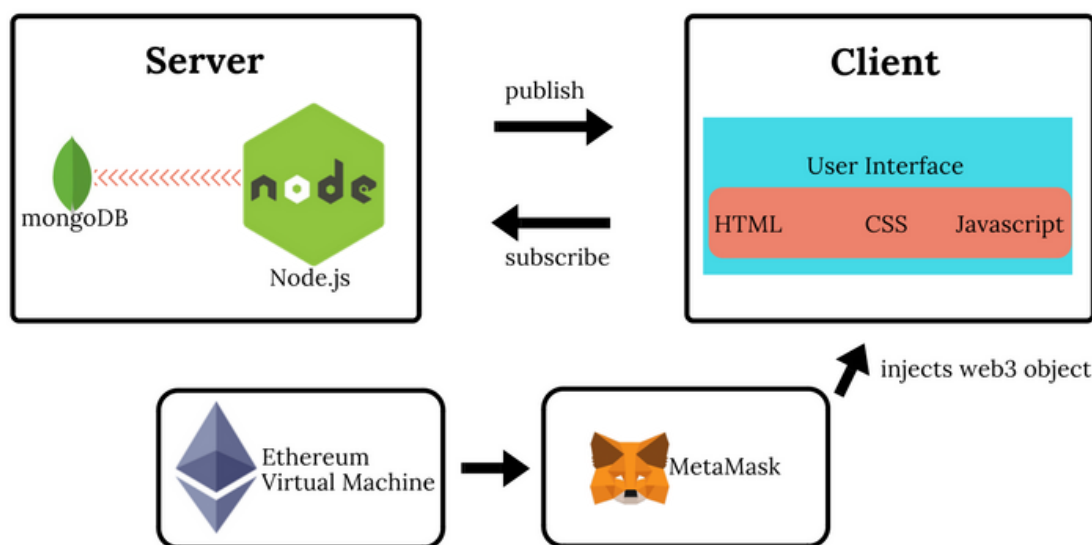 Server
mongoDB
node
Node.js
publish
subscribe
Client
User Interface
HTML CSS Javascript
injects web3 object
Ethereum
Virtual Machine
MetaMask